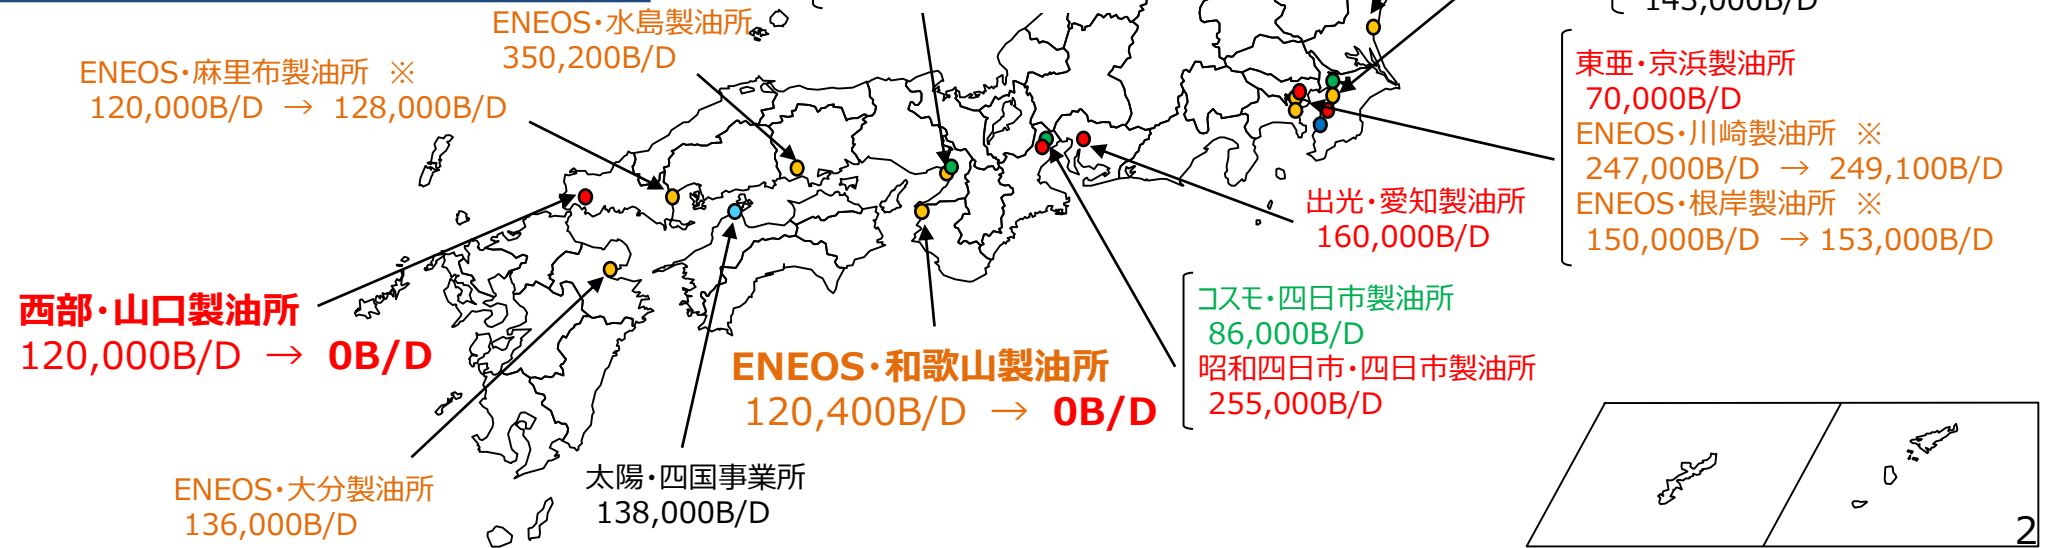 ENEOS・水島製油所
350,200B/D
ENEOS・麻里布製油所 ※
120,000B/D → 128,000B/D
西部・山口製油所
120,000B/D → 0B/D
ENEOS・大分製油所
136,000B/D
太陽・四国事業所
138,000B/D
ENEOS・和歌山製油所
120,400B/D → 0B/D
コスモ・四日市製油所
86,000B/D
昭和四日市・四日市製油所
255,000B/D
出光・愛知製油所
160,000B/D
東亜・京浜製油所
70,000B/D
ENEOS・川崎製油所 ※
247,000B/D → 249,100B/D
ENEOS・根岸製油所 ※
150,000B/D → 153,000B/D
2